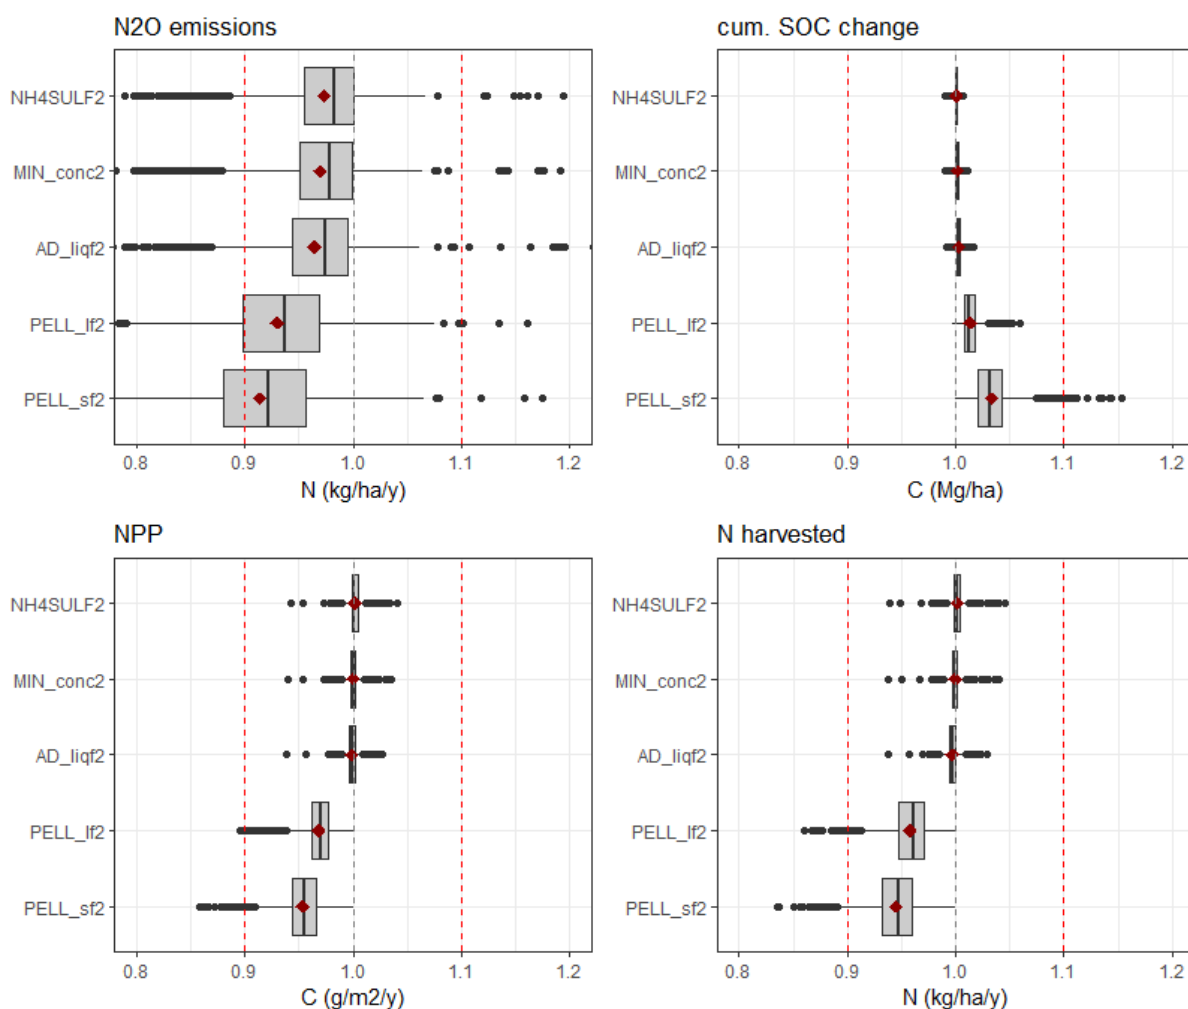 N2O emissions
NH4SULF2
MIN_conc2
AD_liqf2
PELL_lf2
PELL_sf2
0.8 0.9 1.0 1.1 1.2
N (kg/ha/y)
cum. SOC change
NH4SULF2
MIN_conc2
AD_liqf2
PELL_lf2
PELL_sf2
0.8 0.9 1.0 1.1 1.2
C (Mg/ha)
NPP
NH4SULF2
MIN_conc2
AD_liqf2
PELL_lf2
PELL_sf2
0.8 0.9 1.0 1.1 1.2
C (g/m2/y)
N harvested
NH4SULF2
MIN_conc2
AD_liqf2
PELL_lf2
PELL_sf2
0.8 0.9 1.0 1.1 1.2
N (kg/ha/y)